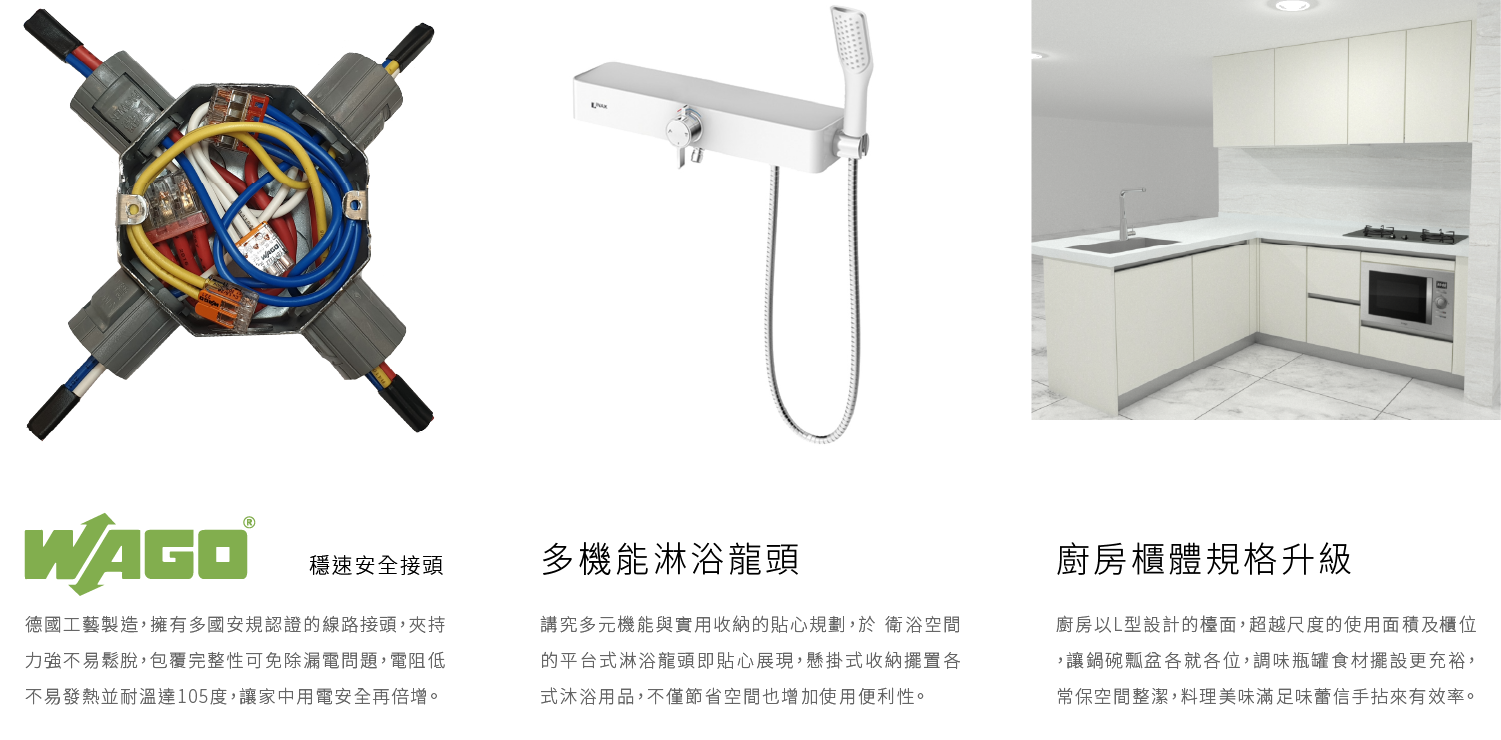 WAGO®
穩速安全接頭
德國工藝製造，擁有多國安規認證的線路接頭，夾持
力強不易鬆脫，包覆完整性可免除漏電問題，電阻低
不易發熱並耐溫達105度，讓家中用電安全再倍增。
多機能淋浴龍頭
講究多元機能與實用收納的貼心規劃，於 衛浴空間
的平台式淋浴龍頭即貼心展現，懸掛式收納擺置各
式沐浴用品，不僅節省空間也增加使用便利性。
廚房櫃體規格升級
廚房以L型設計的檯面，超越尺度的使用面積及櫃位
，讓鍋碗瓢盆各就各位，調味瓶罐食材擺設更充裕，
常保空間整潔，料理美味滿足味蕾信手拈來有效率。
WAGO